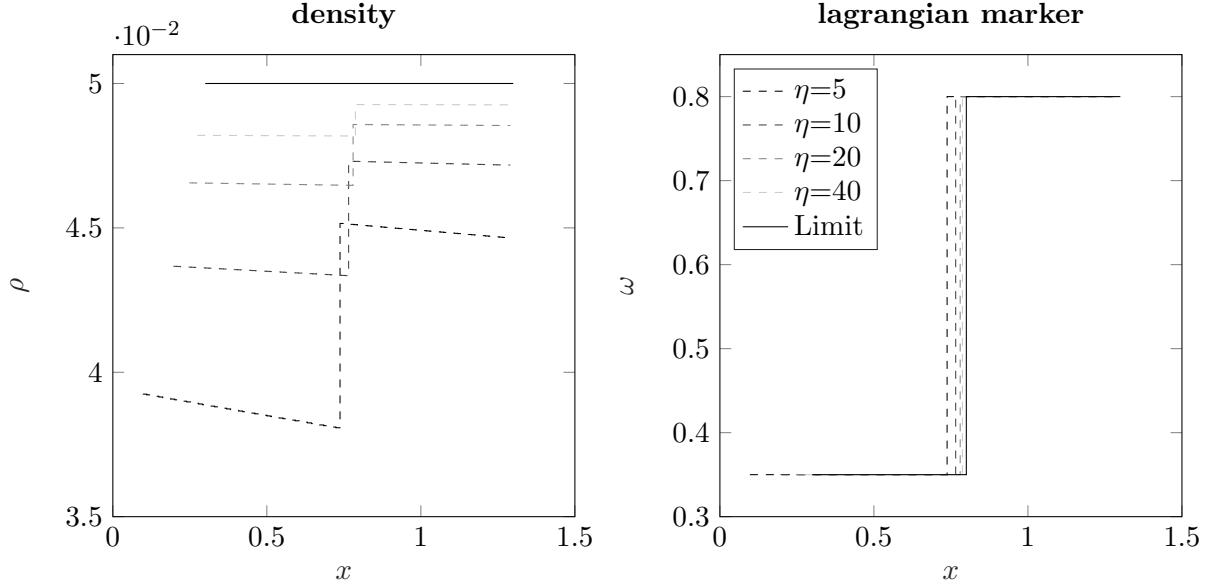 density
·10⁻²
5
4.5
4
3.5
0 0.5 1 1.5
x
ρ
lagrangian marker
0.8
0.7
0.6
0.5
0.4
0.3
0 0.5 1 1.5
x
ω
η=5
η=10
η=20
η=40
Limit